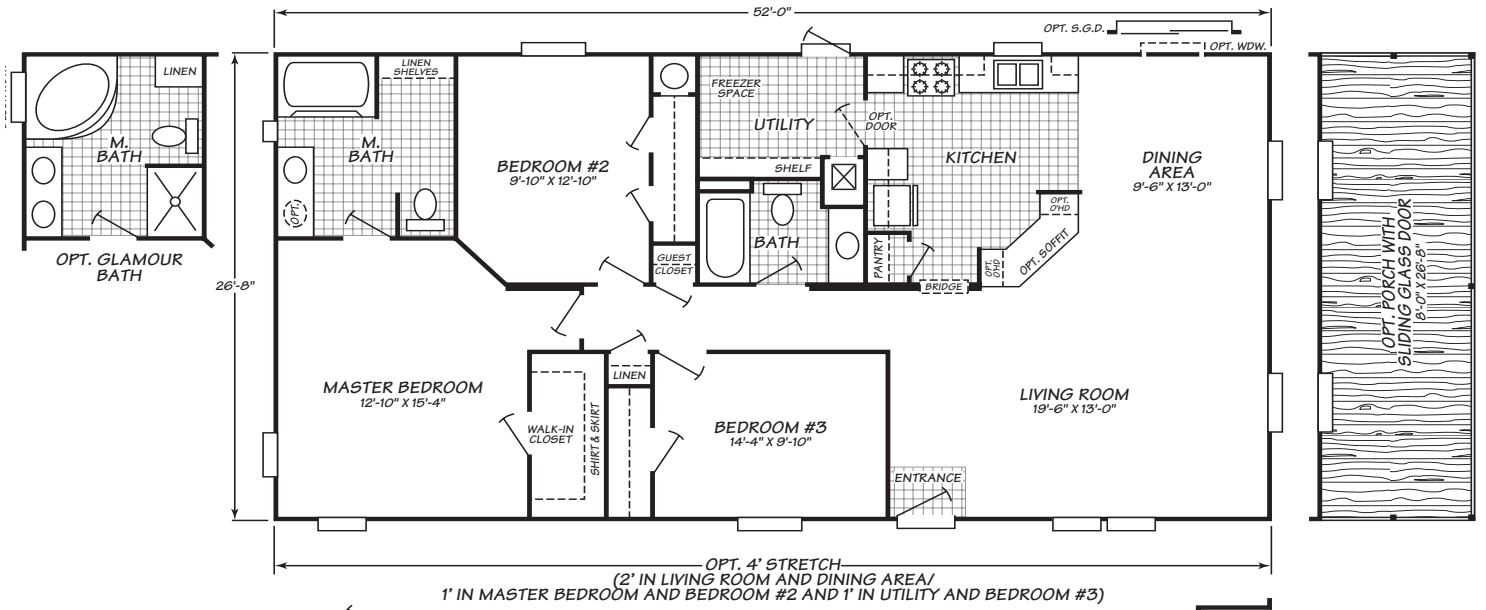 52'-0"
OPT. S.G.D.
OPT. WDW.
LINEN
M.
BATH
OPT. GLAMOUR
BATH
26'-8"
LINEN
SHELVES
M.
BATH
(OPT.)
BEDROOM #2
9'-10" X 12'-10"
GUEST
CLOSET
FREEZER
SPACE
UTILITY
OPT.
DOOR
SHELF
BATH
KITCHEN
PANTRY
BRIDGE
OPT.
O'HD
OPT.
O'HD
OPT. SOFFIT
DINING
AREA
9'-6" X 13'-0"
OPT. PORCH WITH
SLIDING GLASS DOOR
8'-0" X 26'-8"
MASTER BEDROOM
12'-10" X 15'-4"
WALK-IN
CLOSET
SHIRT & SKIRT
LINEN
BEDROOM #3
14'-4" X 9'-10"
LIVING ROOM
19'-6" X 13'-0"
ENTRANCE
OPT. 4' STRETCH
(2' IN LIVING ROOM AND DINING AREA/
1' IN MASTER BEDROOM AND BEDROOM #2 AND 1' IN UTILITY AND BEDROOM #3)